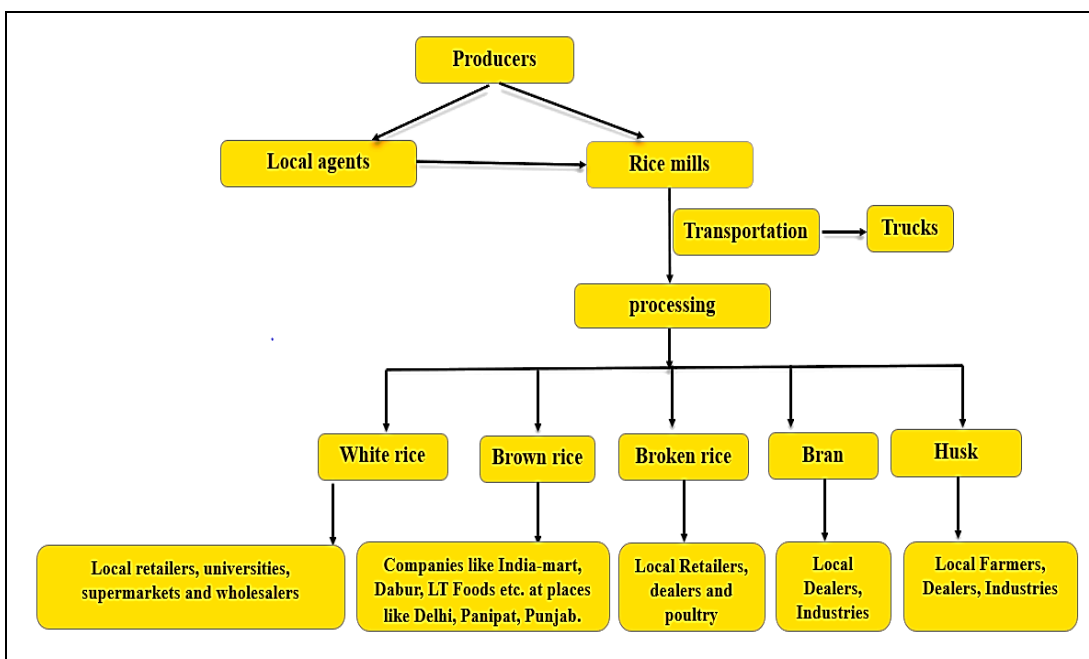 Producers
Local agents
Rice mills
Transportation
Trucks
processing
White rice
Brown rice
Broken rice
Bran
Husk
Local retailers, universities,
supermarkets and wholesalers
Companies like India-mart,
Dabur, LT Foods etc. at places
like Delhi, Panipat, Punjab.
Local Retailers,
dealers and
poultry
Local
Dealers,
Industries
Local Farmers,
Dealers, Industries